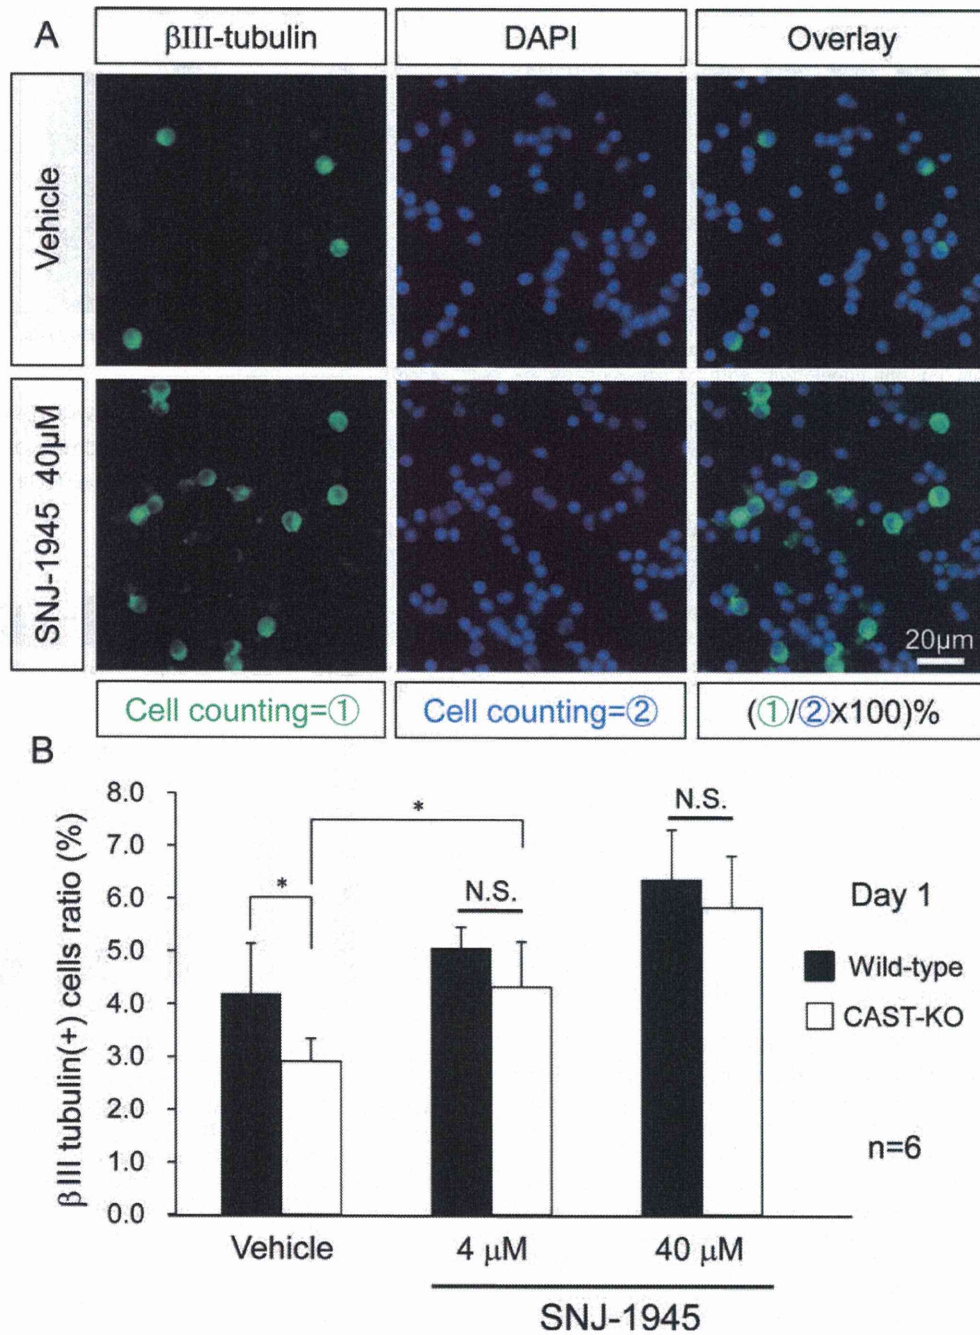 A
βIII-tubulin
DAPI
Overlay
Vehicle
SNJ-1945 40μM
20μm
Cell counting=①
Cell counting=②
(①/②X100)%
B
βIII tubulin(+) cells ratio (%)
8.0
7.0
6.0
5.0
4.0
3.0
2.0
1.0
0.0
*
*
N.S.
N.S.
Day 1
Wild-type
CAST-KO
n=6
Vehicle
4 μM
40 μM
SNJ-1945